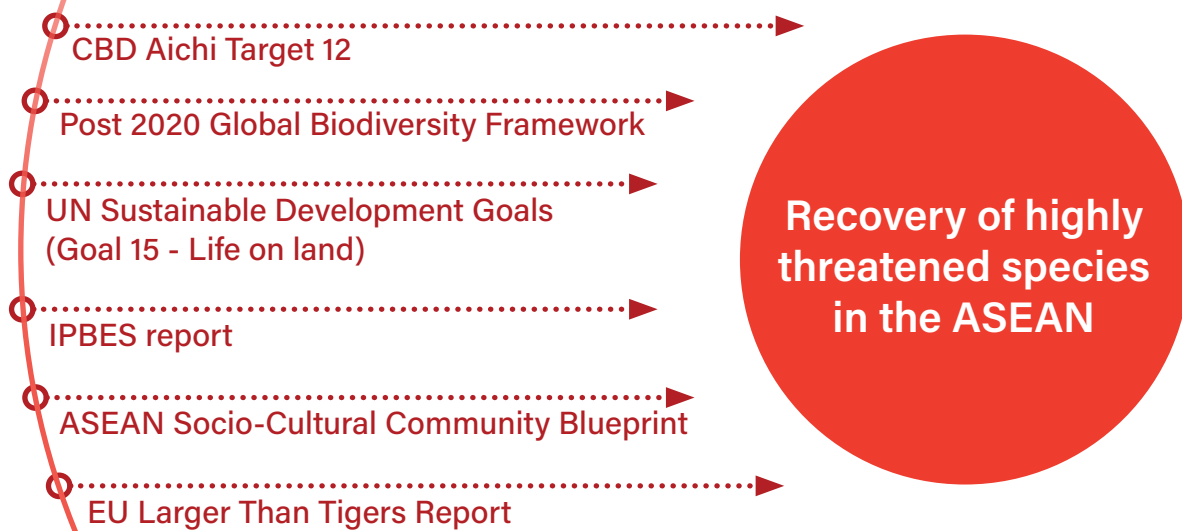 CBD Aichi Target 12
Post 2020 Global Biodiversity Framework
UN Sustainable Development Goals
(Goal 15 - Life on land)
IPBES report
ASEAN Socio-Cultural Community Blueprint
EU Larger Than Tigers Report
Recovery of highly
threatened species
in the ASEAN